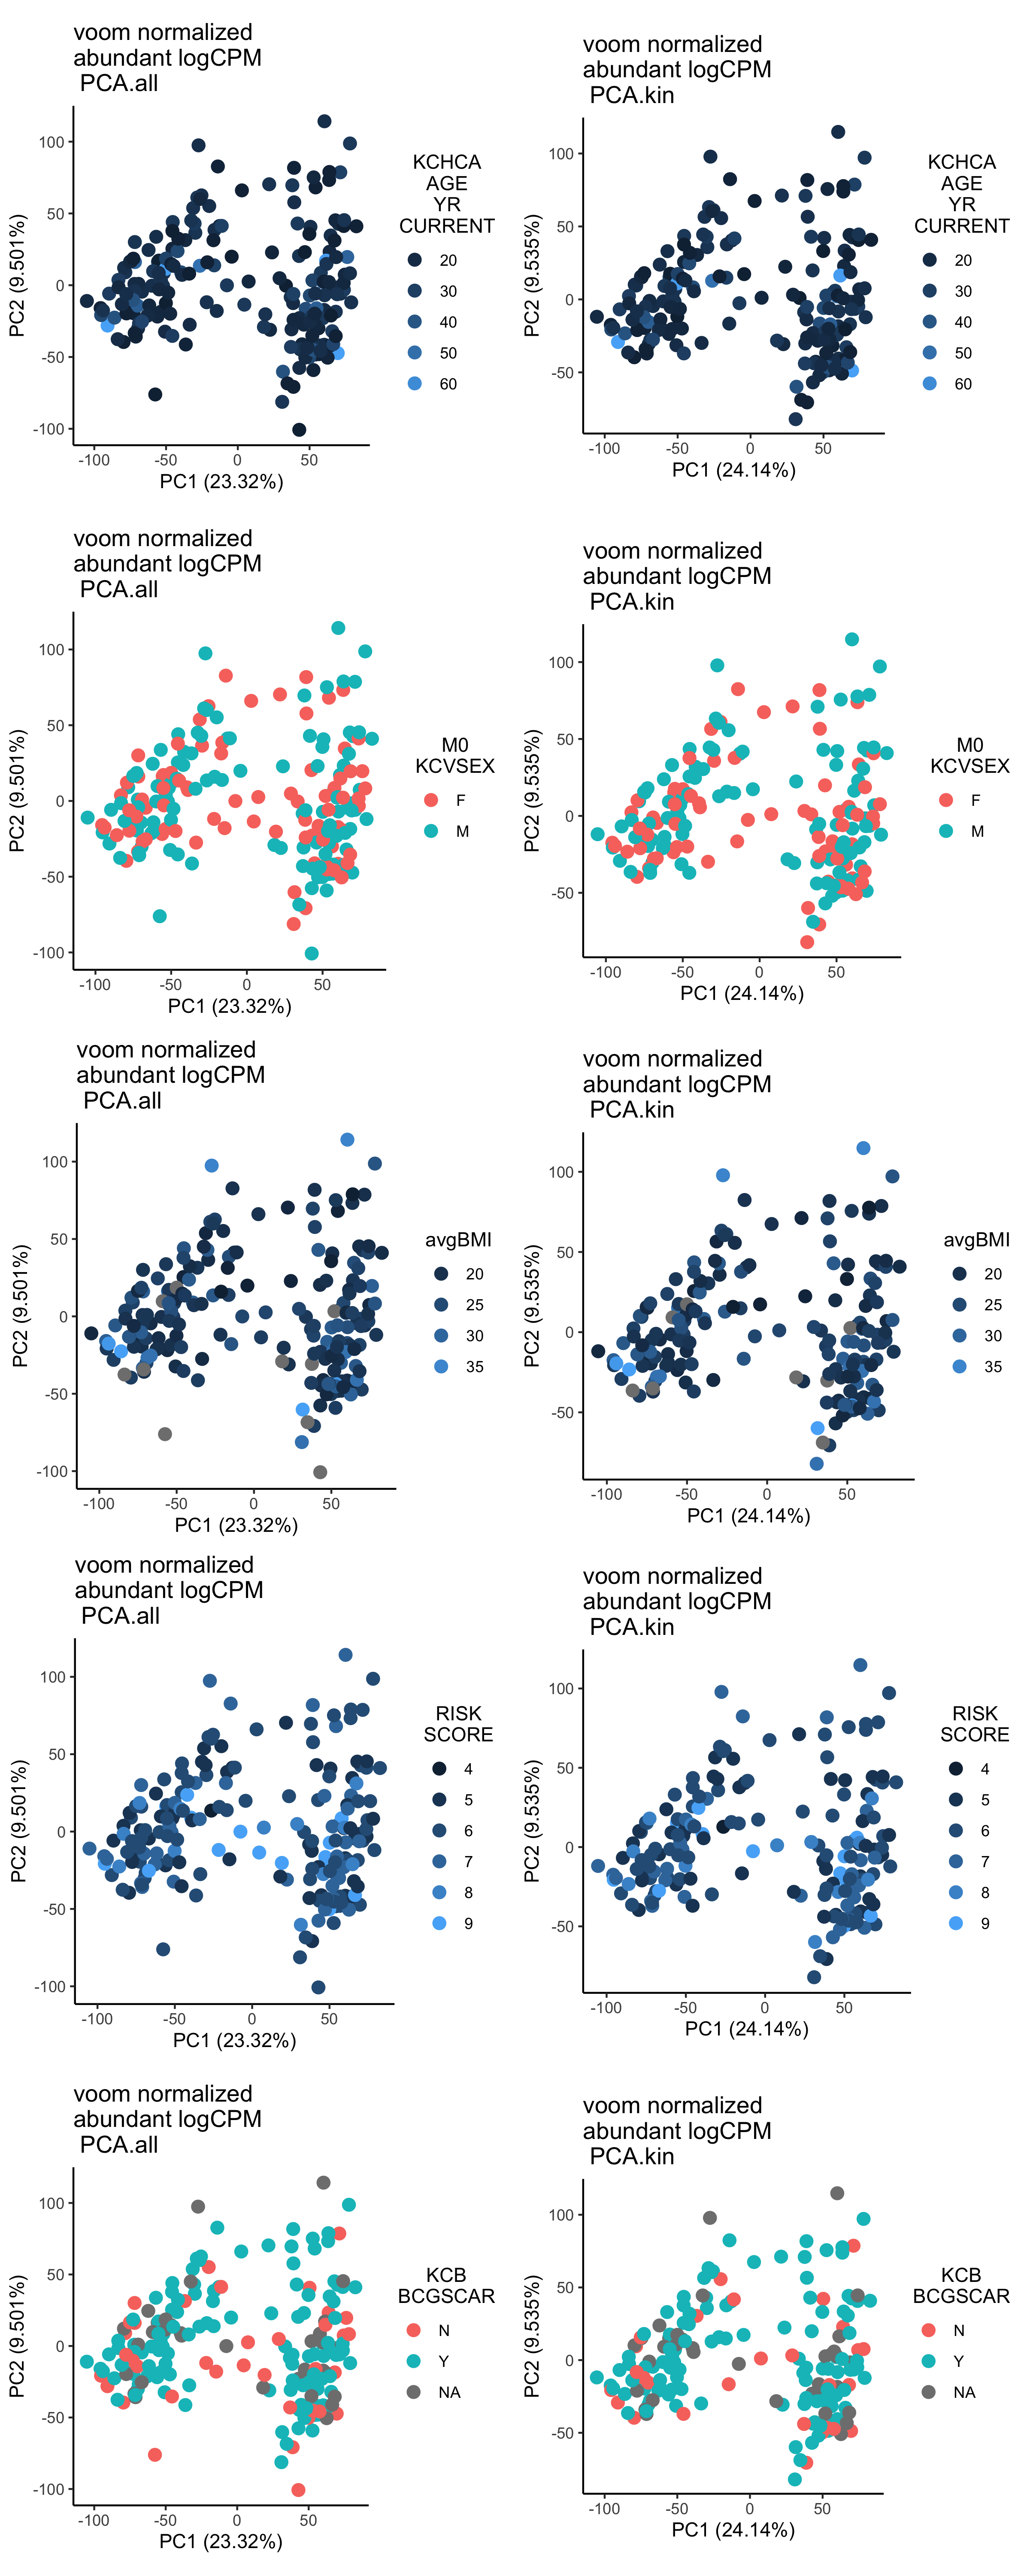 voom normalized
abundant logCPM
PCA.all
100
50
0
-50
-100
-100
-50
0
50
PC1 (23.32%)
PC2 (9.501%)
KCHCA
AGE
YR
CURRENT
20
30
40
50
60
voom normalized
abundant logCPM
PCA.kin
100
50
0
-50
-100
-50
0
50
PC1 (24.14%)
PC2 (9.535%)
KCHCA
AGE
YR
CURRENT
20
30
40
50
60
voom normalized
abundant logCPM
PCA.all
100
50
0
-50
-100
-100
-50
0
50
PC1 (23.32%)
PC2 (9.501%)
M0
KCVSEX
F
M
voom normalized
abundant logCPM
PCA.kin
100
50
0
-50
-100
-50
0
50
PC1 (24.14%)
PC2 (9.535%)
M0
KCVSEX
F
M
voom normalized
abundant logCPM
PCA.all
100
50
0
-50
-100
-100
-50
0
50
PC1 (23.32%)
PC2 (9.501%)
avgBMI
20
25
30
35
voom normalized
abundant logCPM
PCA.kin
100
50
0
-50
-100
-50
0
50
PC1 (24.14%)
PC2 (9.535%)
avgBMI
20
25
30
35
voom normalized
abundant logCPM
PCA.all
100
50
0
-50
-100
-100
-50
0
50
PC1 (23.32%)
PC2 (9.501%)
RISK
SCORE
4
5
6
7
8
9
voom normalized
abundant logCPM
PCA.kin
100
50
0
-50
-100
-50
0
50
PC1 (24.14%)
PC2 (9.535%)
RISK
SCORE
4
5
6
7
8
9
voom normalized
abundant logCPM
PCA.all
100
50
0
-50
-100
-100
-50
0
50
PC1 (23.32%)
PC2 (9.501%)
KCB
BCGSCAR
N
Y
NA
voom normalized
abundant logCPM
PCA.kin
100
50
0
-50
-100
-50
0
50
PC1 (24.14%)
PC2 (9.535%)
KCB
BCGSCAR
N
Y
NA